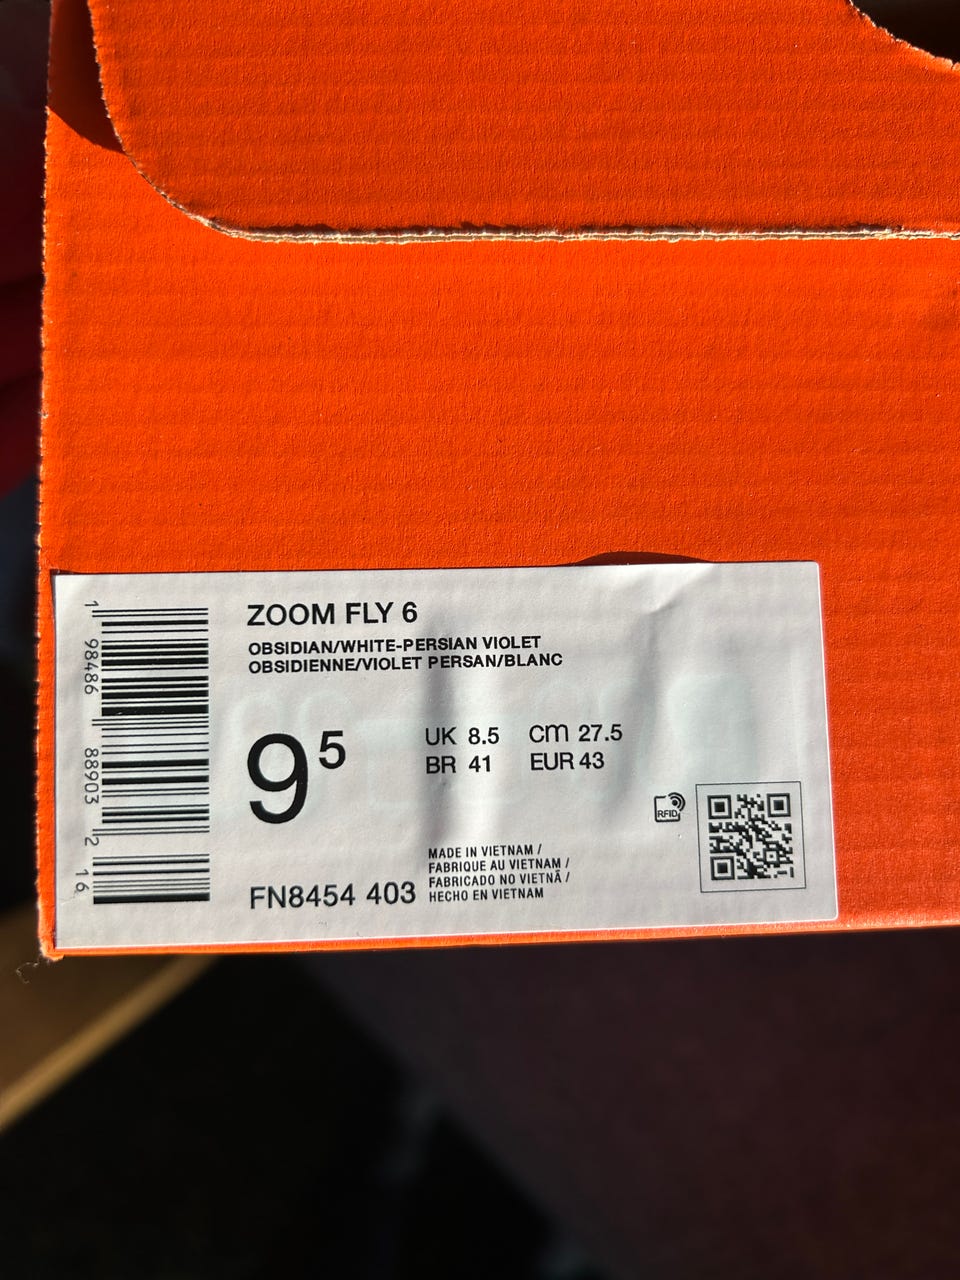 ZOOM FLY 6
OBSIDIAN/WHITE-PERSIAN VIOLET
OBSIDIENNE/VIOLET PERSAN/BLANC
9⁵
UK 8.5 cm 27.5
BR 41 EUR 43
RFID
MADE IN VIETNAM /
FABRIQUE AU VIETNAM /
FABRICADO NO VIETNÃ /
HECHO EN VIETNAM
FN8454 403
1 98486 88903 2 16